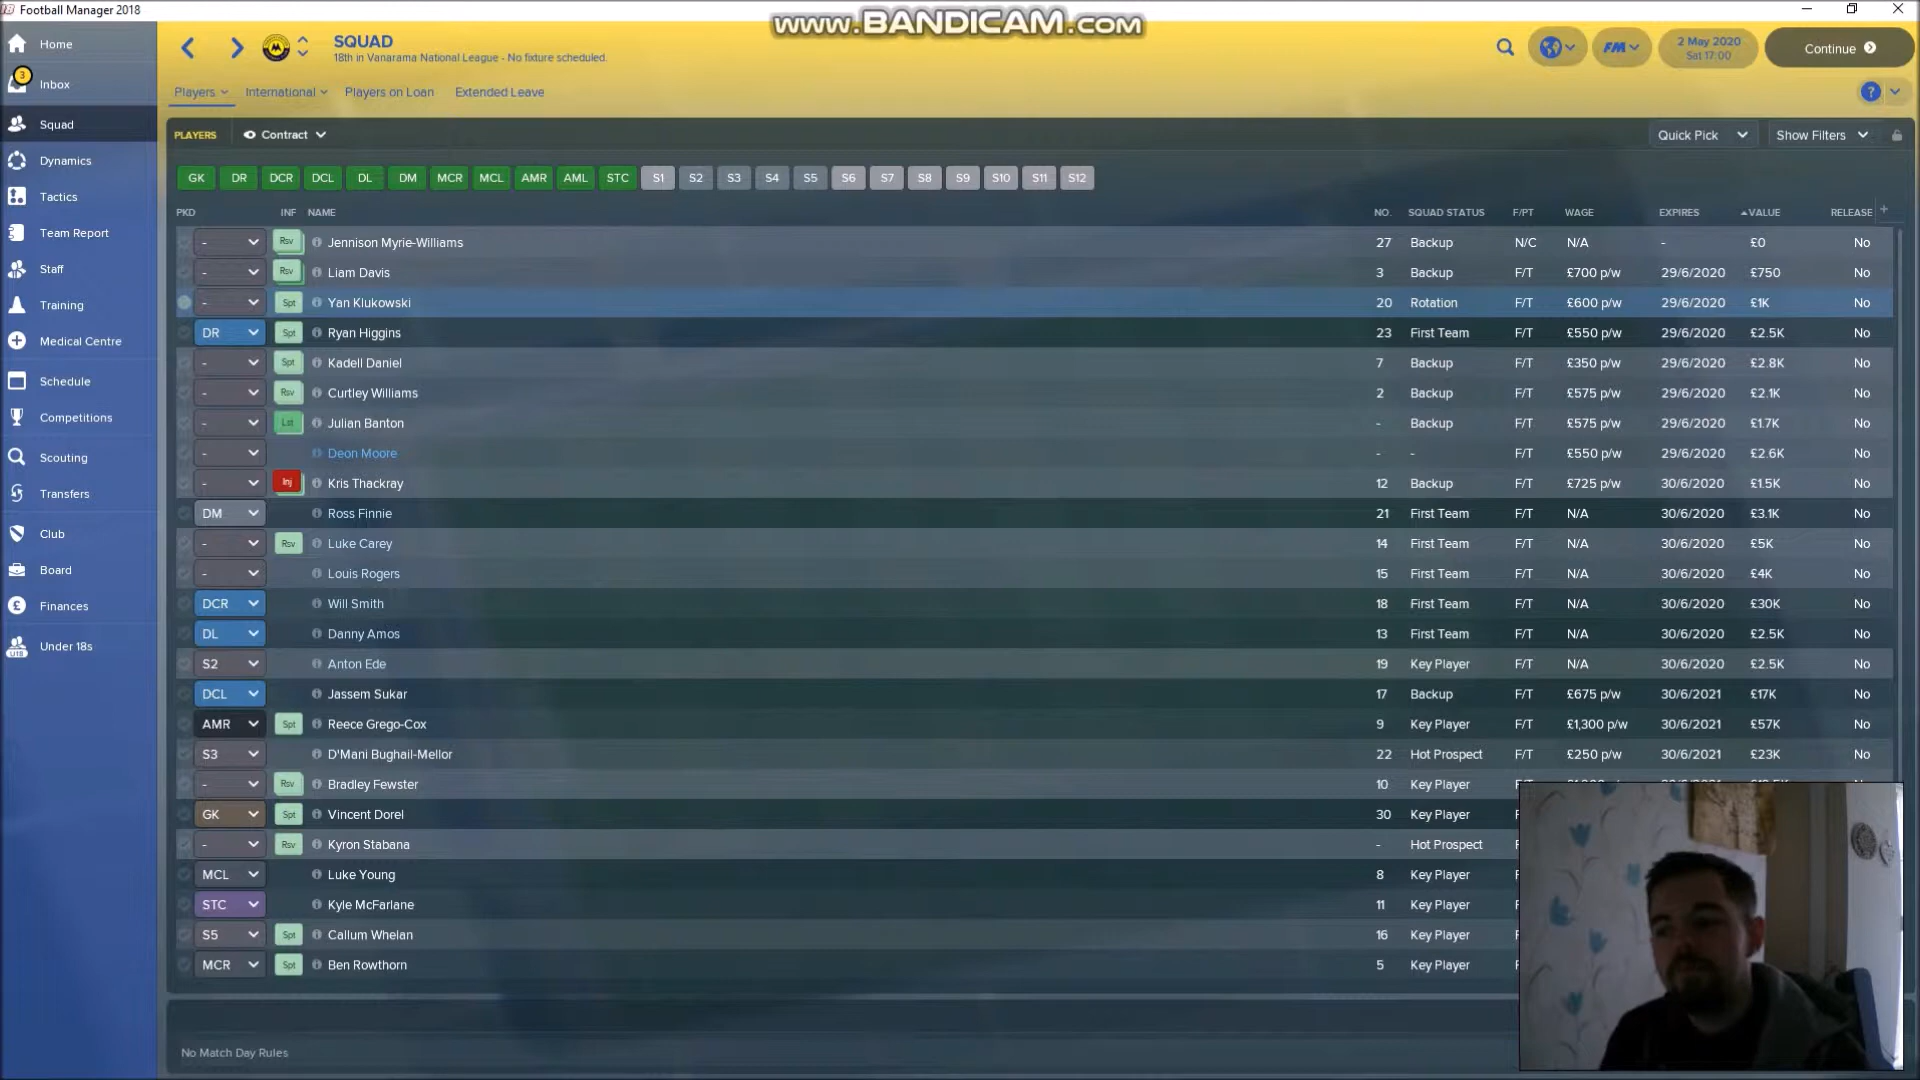 Football Manager 2018
www.BANDICAM.com
Home
3
Inbox
Squad
Dynamics
Tactics
Team Report
Staff
Training
Medical Centre
Schedule
Competitions
Scouting
Transfers
Club
Board
Finances
Under 18s
SQUAD
18th in Vanarama National League - No fixture scheduled.
FM
2 May 2020
Sat 17:00
Continue
Players International Players on Loan Extended Leave
?
PLAYERS Contract Quick Pick Show Filters
GK DR DCR DCL DL DM MCR MCL AMR AML STC S1 S2 S3 S4 S5 S6 S7 S8 S9 S10 S11 S12
PKD INF NAME NO. SQUAD STATUS F/PT WAGE EXPIRES VALUE RELEASE +
- Rsv Jennison Myrie-Williams 27 Backup N/C N/A - £0 No
- Rsv Liam Davis 3 Backup F/T £700 p/w 29/6/2020 £750 No
- Spt Yan Klukowski 20 Rotation F/T £600 p/w 29/6/2020 £1K No
DR Spt Ryan Higgins 23 First Team F/T £550 p/w 29/6/2020 £2.5K No
- Spt Kadell Daniel 7 Backup F/T £350 p/w 29/6/2020 £2.8K No
- Rsv Curtley Williams 2 Backup F/T £575 p/w 29/6/2020 £2.1K No
- Lst Julian Banton - Backup F/T £575 p/w 29/6/2020 £1.7K No
- Deon Moore - - F/T £550 p/w 29/6/2020 £2.6K No
- Inj Kris Thackray 12 Backup F/T £725 p/w 30/6/2020 £1.5K No
DM Ross Finnie 21 First Team F/T N/A 30/6/2020 £3.1K No
- Rsv Luke Carey 14 First Team F/T N/A 30/6/2020 £5K No
- Louis Rogers 15 First Team F/T N/A 30/6/2020 £4K No
DCR Will Smith 18 First Team F/T N/A 30/6/2020 £30K No
DL Danny Amos 13 First Team F/T N/A 30/6/2020 £2.5K No
S2 Anton Ede 19 Key Player F/T N/A 30/6/2020 £2.5K No
DCL Jassem Sukar 17 Backup F/T £675 p/w 30/6/2021 £17K No
AMR Spt Reece Grego-Cox 9 Key Player F/T £1,300 p/w 30/6/2021 £57K No
S3 D'Mani Bughail-Mellor 22 Hot Prospect F/T £250 p/w 30/6/2021 £23K No
- Rsv Bradley Fewster 10 Key Player
GK Spt Vincent Dorel 30 Key Player
- Rsv Kyron Stabana - Hot Prospect
MCL Luke Young 8 Key Player
STC Kyle McFarlane 11 Key Player
S5 Spt Callum Whelan 16 Key Player
MCR Spt Ben Rowthorn 5 Key Player
No Match Day Rules